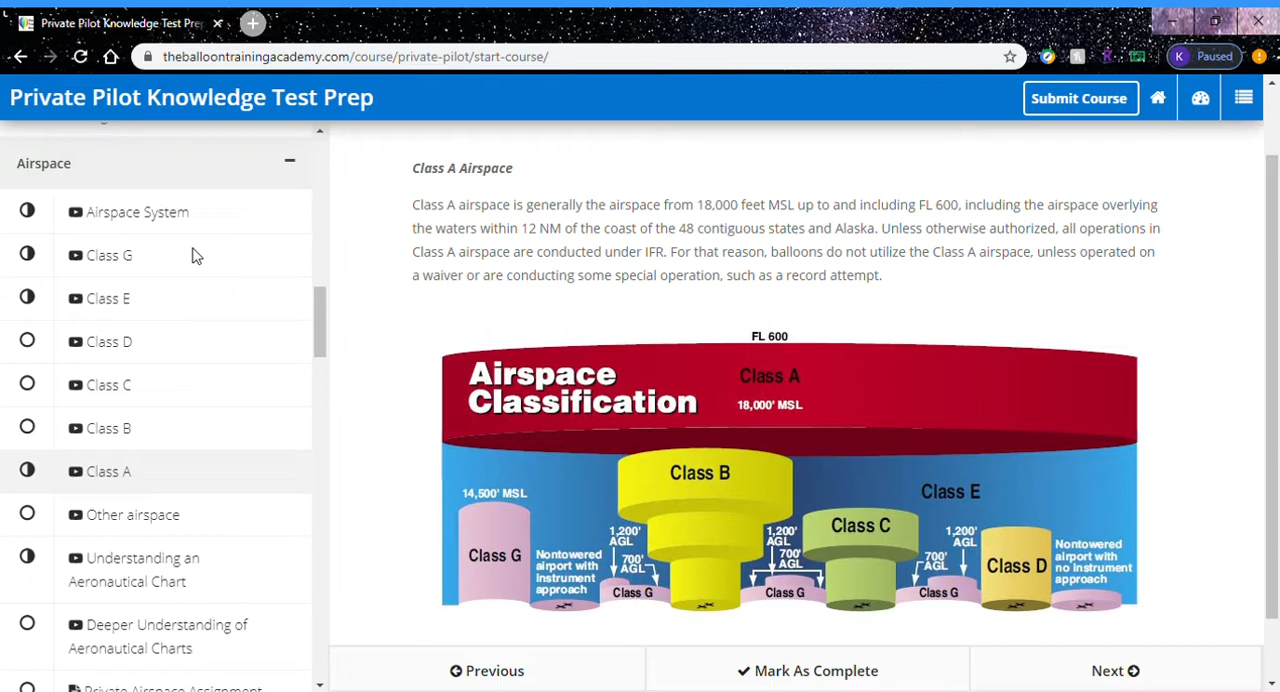 Private Pilot Knowledge Test Prep
theballoontrainingacademy.com/course/private-pilot/start-course/
K Paused
Private Pilot Knowledge Test Prep
Submit Course
Airspace
Airspace System
Class G
Class E
Class D
Class C
Class B
Class A
Other airspace
Understanding an
Aeronautical Chart
Deeper Understanding of
Aeronautical Charts
Private Airspace Assignment
Class A Airspace
Class A airspace is generally the airspace from 18,000 feet MSL up to and including FL 600, including the airspace overlying
the waters within 12 NM of the coast of the 48 contiguous states and Alaska. Unless otherwise authorized, all operations in
Class A airspace are conducted under IFR. For that reason, balloons do not utilize the Class A airspace, unless operated on
a waiver or are conducting some special operation, such as a record attempt.
FL 600
Airspace
Classification
Class A
18,000' MSL
Class B
Class E
14,500' MSL
Class G
Nontowered
airport with
instrument
approach
1,200'
AGL
700'
AGL
Class G
1,200'
AGL
700'
AGL
Class G
Class C
1,200'
AGL
700'
AGL
Class G
Class D
Nontowered
airport with
no instrument
approach
Previous
Mark As Complete
Next